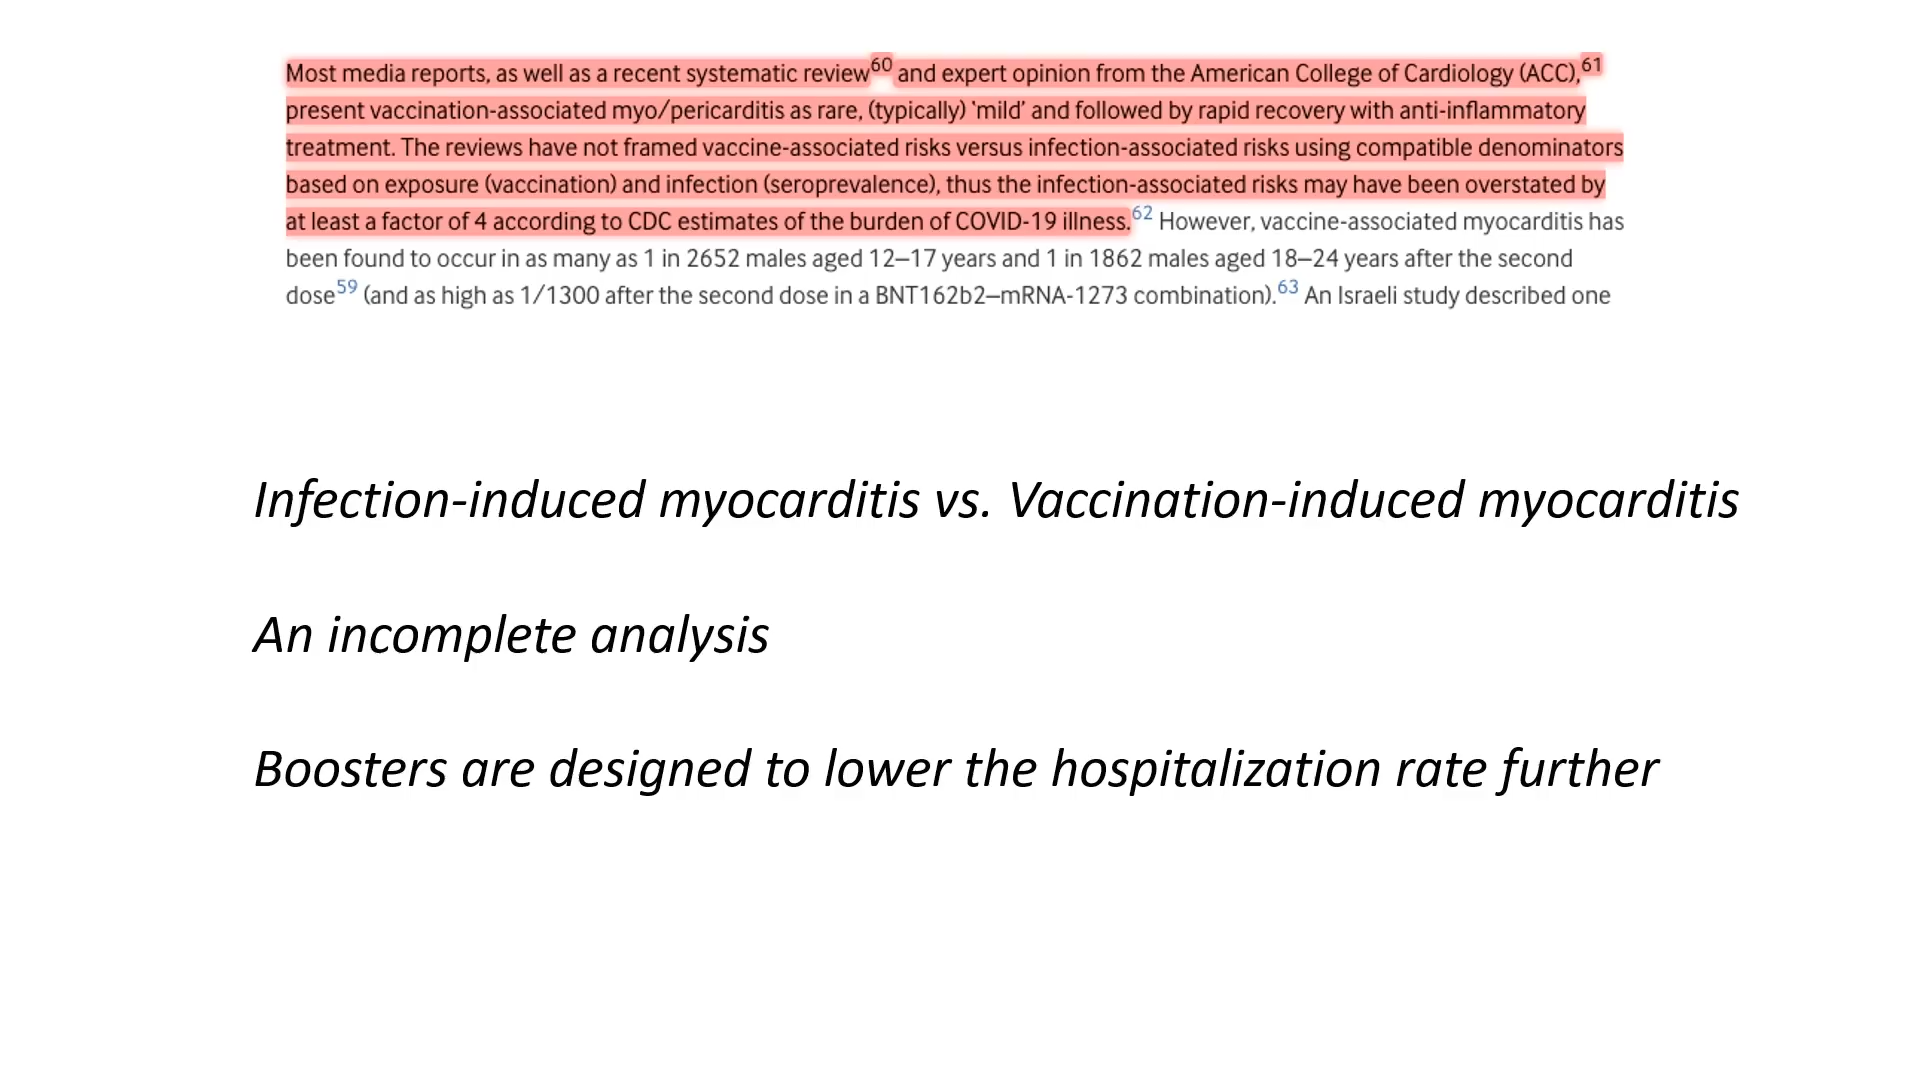 Most media reports, as well as a recent systematic review60 and expert opinion from the American College of Cardiology (ACC),61
present vaccination-associated myo/pericarditis as rare, (typically) 'mild' and followed by rapid recovery with anti-inflammatory
treatment. The reviews have not framed vaccine-associated risks versus infection-associated risks using compatible denominators
based on exposure (vaccination) and infection (seroprevalence), thus the infection-associated risks may have been overstated by
at least a factor of 4 according to CDC estimates of the burden of COVID-19 illness.62 However, vaccine-associated myocarditis has
been found to occur in as many as 1 in 2652 males aged 12–17 years and 1 in 1862 males aged 18–24 years after the second
dose59 (and as high as 1/1300 after the second dose in a BNT162b2–mRNA-1273 combination).63 An Israeli study described one
Infection-induced myocarditis vs. Vaccination-induced myocarditis
An incomplete analysis
Boosters are designed to lower the hospitalization rate further